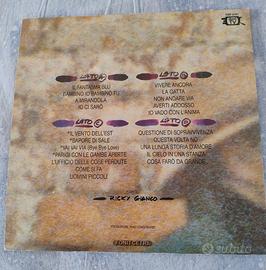 LATO A
IL FANTASMA BLU
BAMBINO IO BAMBINO TU
A MIRANDOLA
IO CI SARÒ
LATO B
VIVERE ANCORA
LA GATTA
NON ANDARE VIA
AVERTI ADDOSSO
IO VADO CON L'ANIMA
LATO
*IL VENTO DELL'EST
*SAPORE DI SALE
*VAI VAI VIA (Bye Bye Love)
*PARIGI CON LE GAMBE APERTE
L'UFFICIO DELLE COSE PERDUTE
COME SI FA
UOMINI PICCOLI
LATO
QUESTIONE DI SOPRAVVIVENZA
QUESTA VOLTA NO
UNA LUNGA STORIA D'AMORE
IL CIELO IN UNA STANZA
COSA FARÒ DA GRANDE
RICKY GIANCO
FONIT CETRA
subito